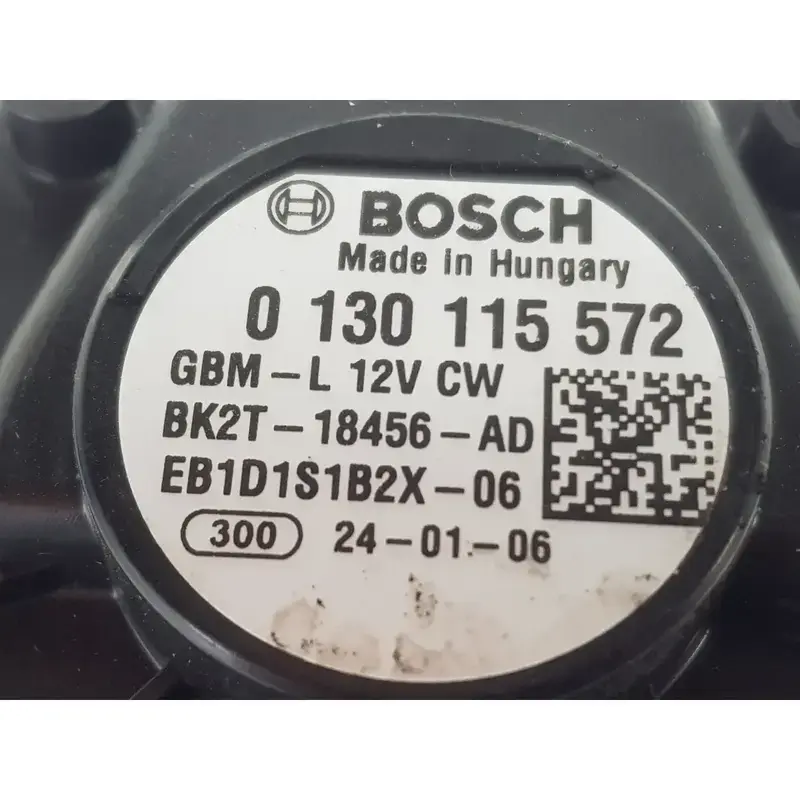 BOSCH
Made in Hungary
0 130 115 572
GBM-L 12V CW
BK2T-18456-AD
EB1D1S1B2X-06
300 24-01-06